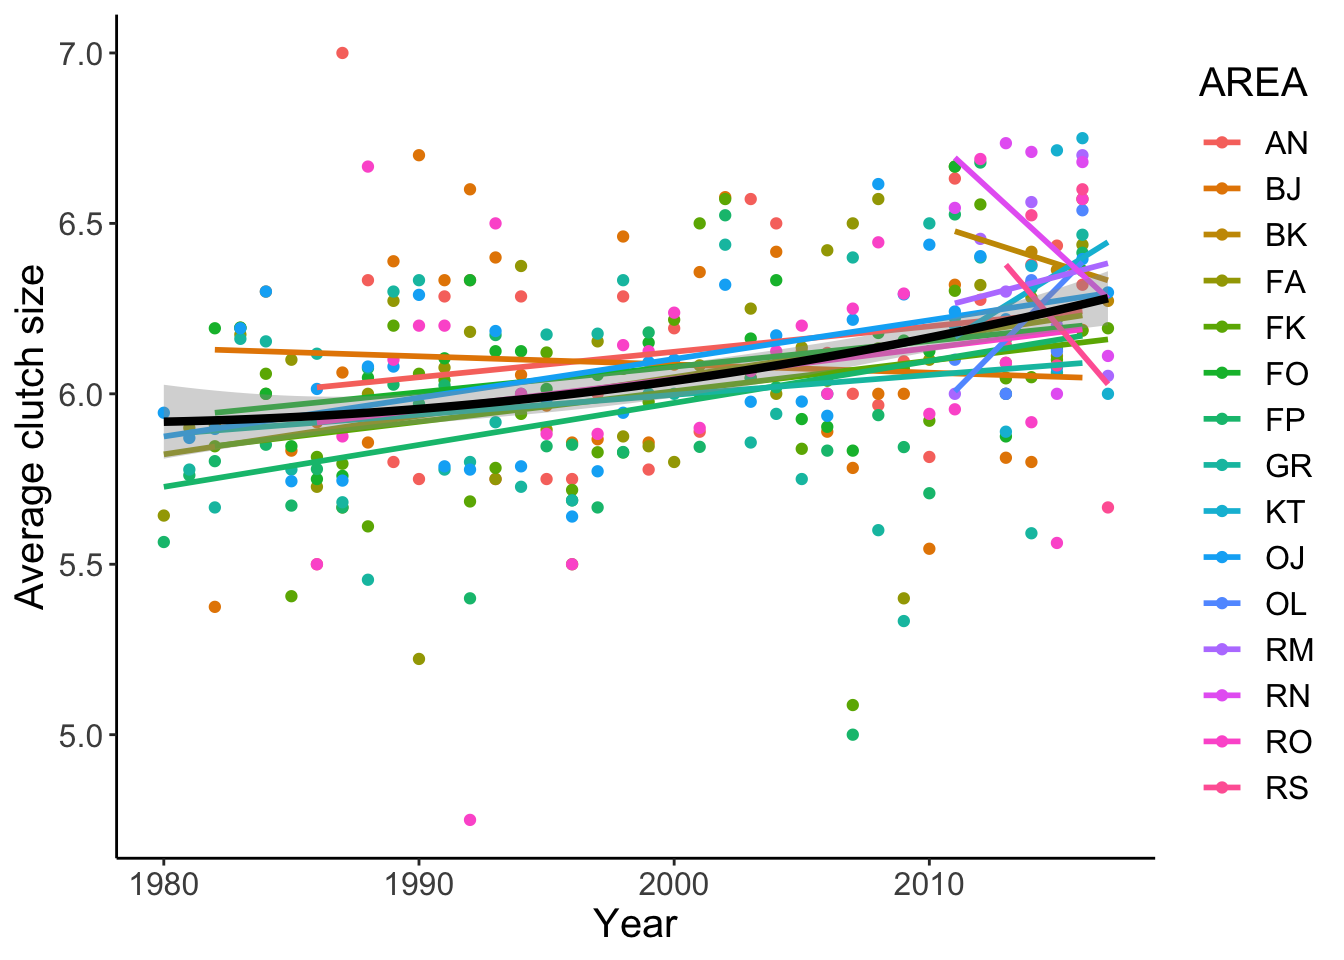 7.0
6.5
6.0
5.5
5.0
Average clutch size
1980
1990
2000
2010
Year
AREA
AN
BJ
BK
FA
FK
FO
FP
GR
KT
OJ
OL
RM
RN
RO
RS